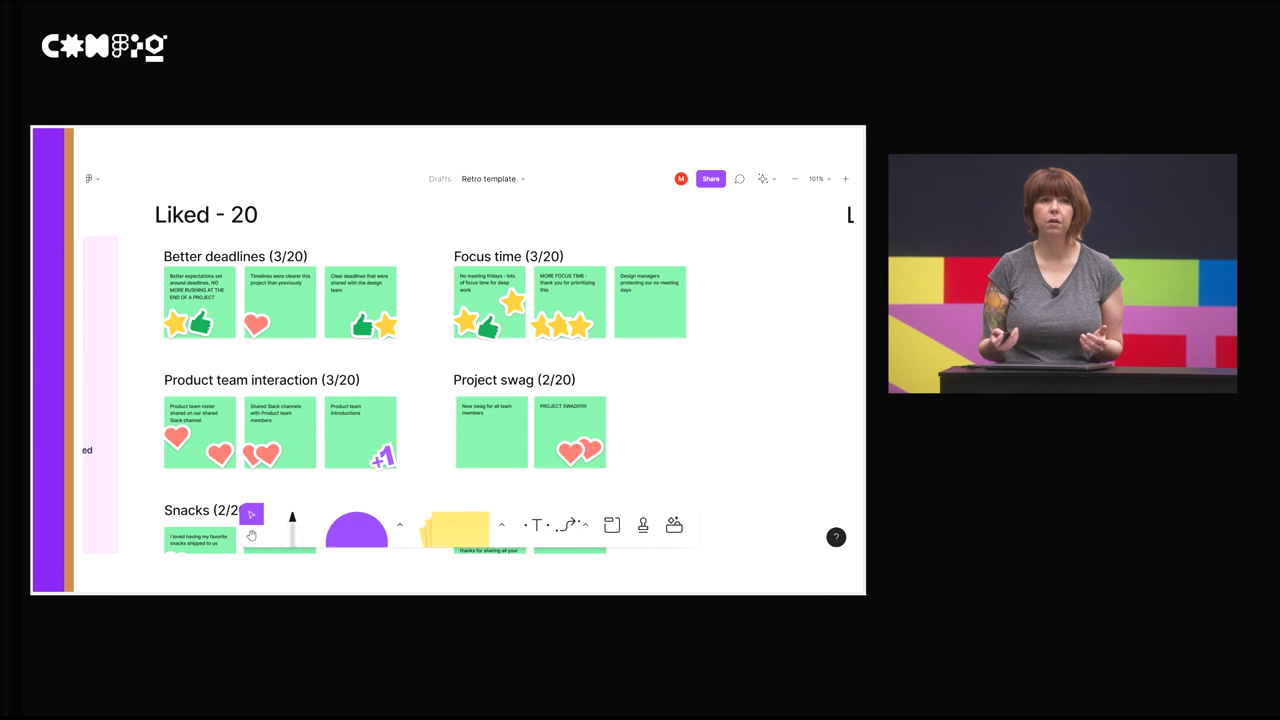 CONFIG
Drafts / Retro template
M
Share
101%
Liked - 20
L
Better deadlines (3/20)
Better expectations set
around deadlines, NO
MORE RUSHING AT THE
END OF A PROJECT
Timelines were clearer this
project than previously
Clear deadlines that were
shared with the design
team
Focus time (3/20)
No meeting fridays - lots
of focus time for deep
work
MORE FOCUS TIME -
thank you for prioritizing
this
Design managers
protecting our no meeting
days
Product team interaction (3/20)
Product team roster
shared on our shared
Slack channel
Shared Slack channels
with Product team
members
Product team
introductions
+1
Project swag (2/20)
New swag for all team
members
PROJECT SWAG!!!!!!
ed
Snacks (2/2
I loved having my favorite
snacks shipped to us
thanks for sharing all your
T
?